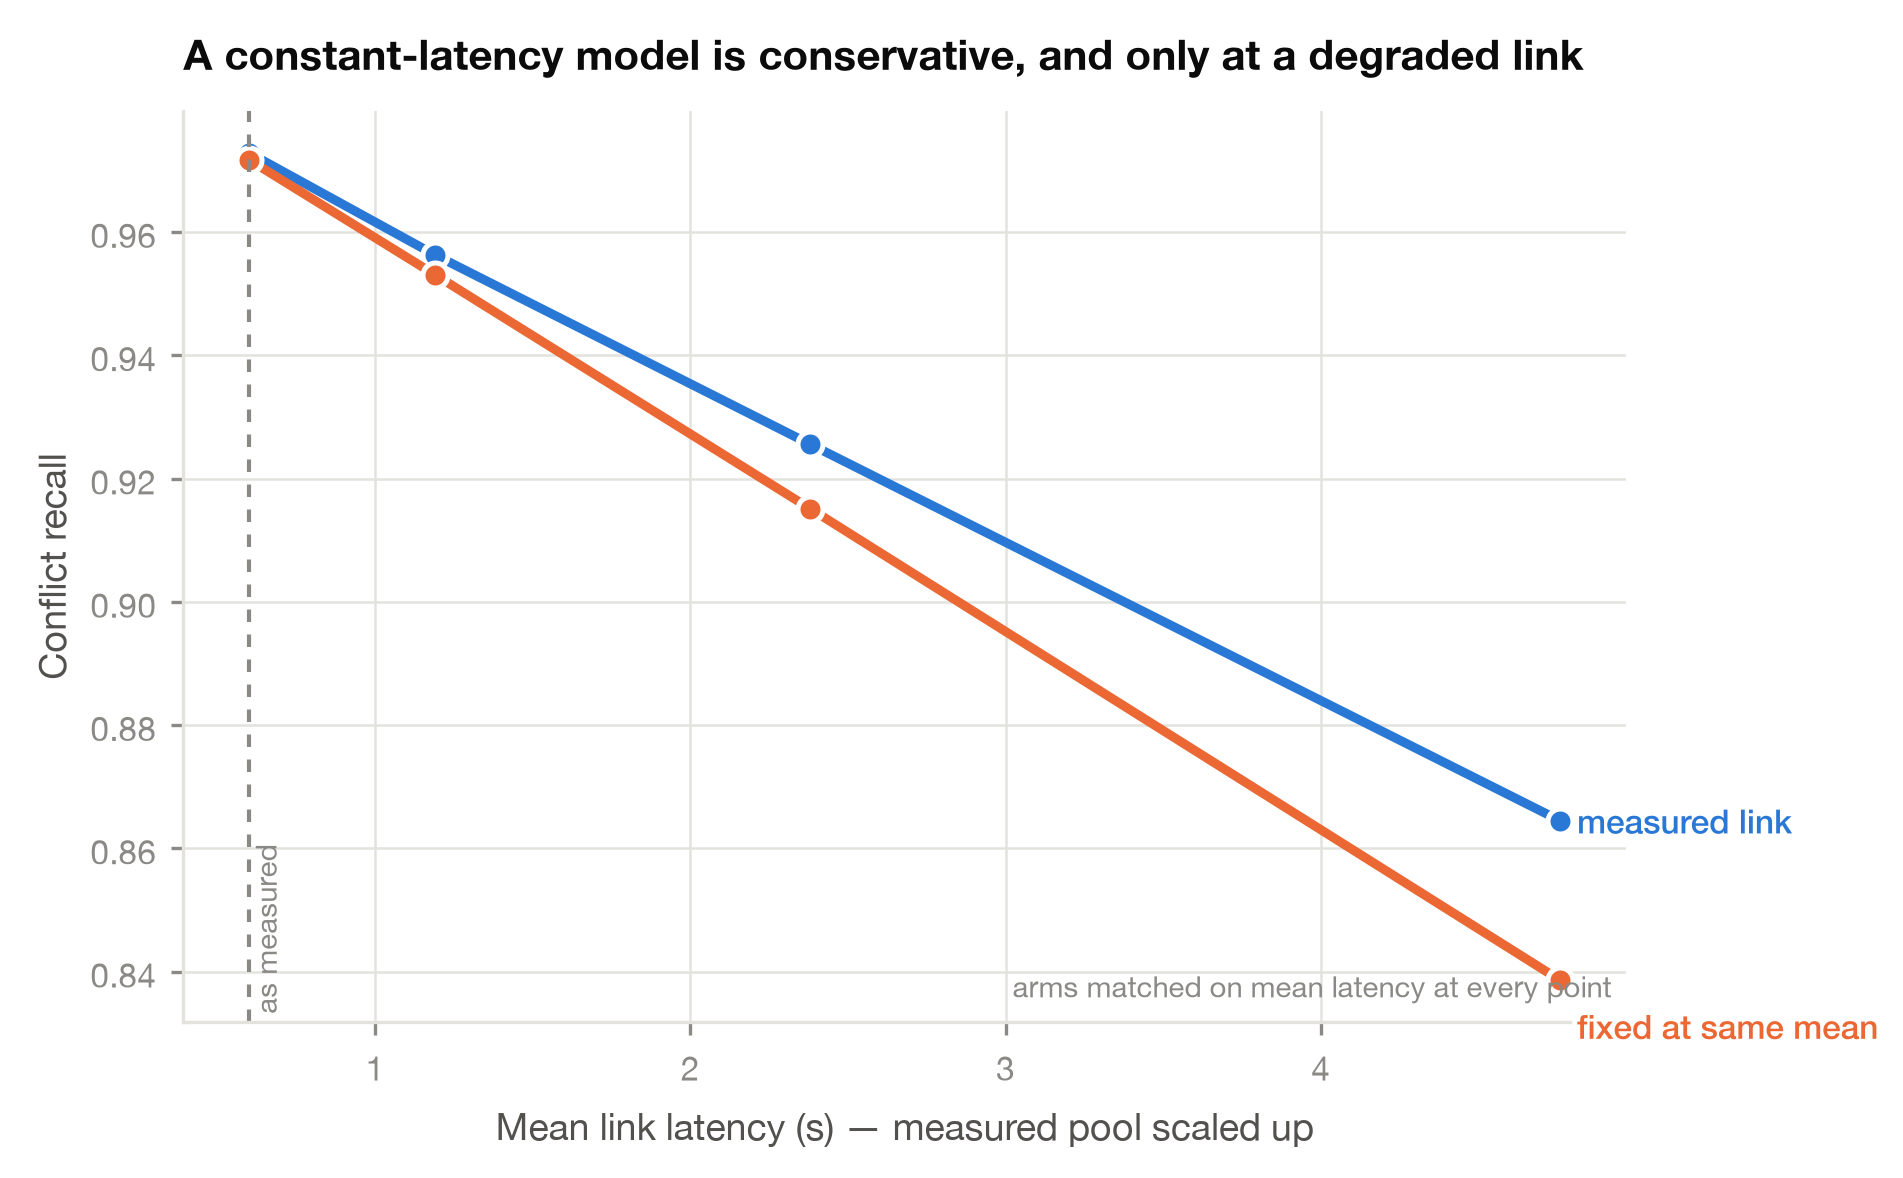 A constant-latency model is conservative, and only at a degraded link
Conflict recall
0.96
0.94
0.92
0.90
0.88
0.86
0.84
as measured
measured link
arms matched on mean latency at every point
fixed at same mean
1
2
3
4
Mean link latency (s) — measured pool scaled up